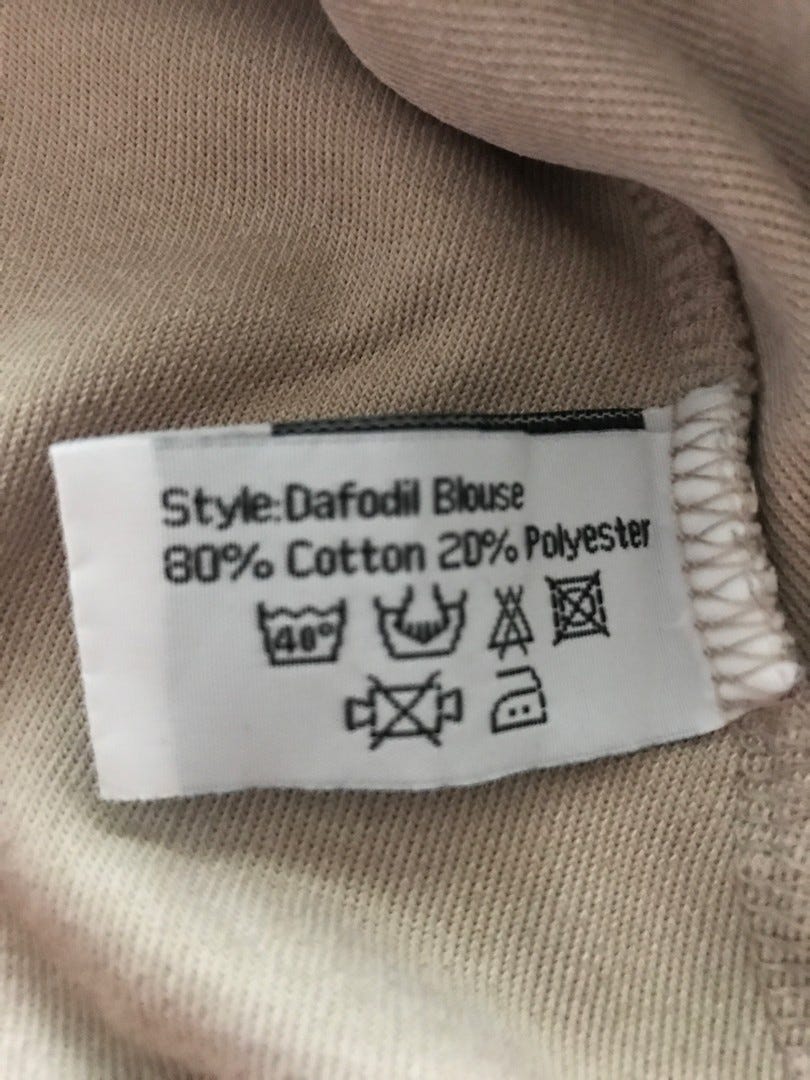 Style:Dafodil Blouse
80% Cotton 20% Polyester
40°